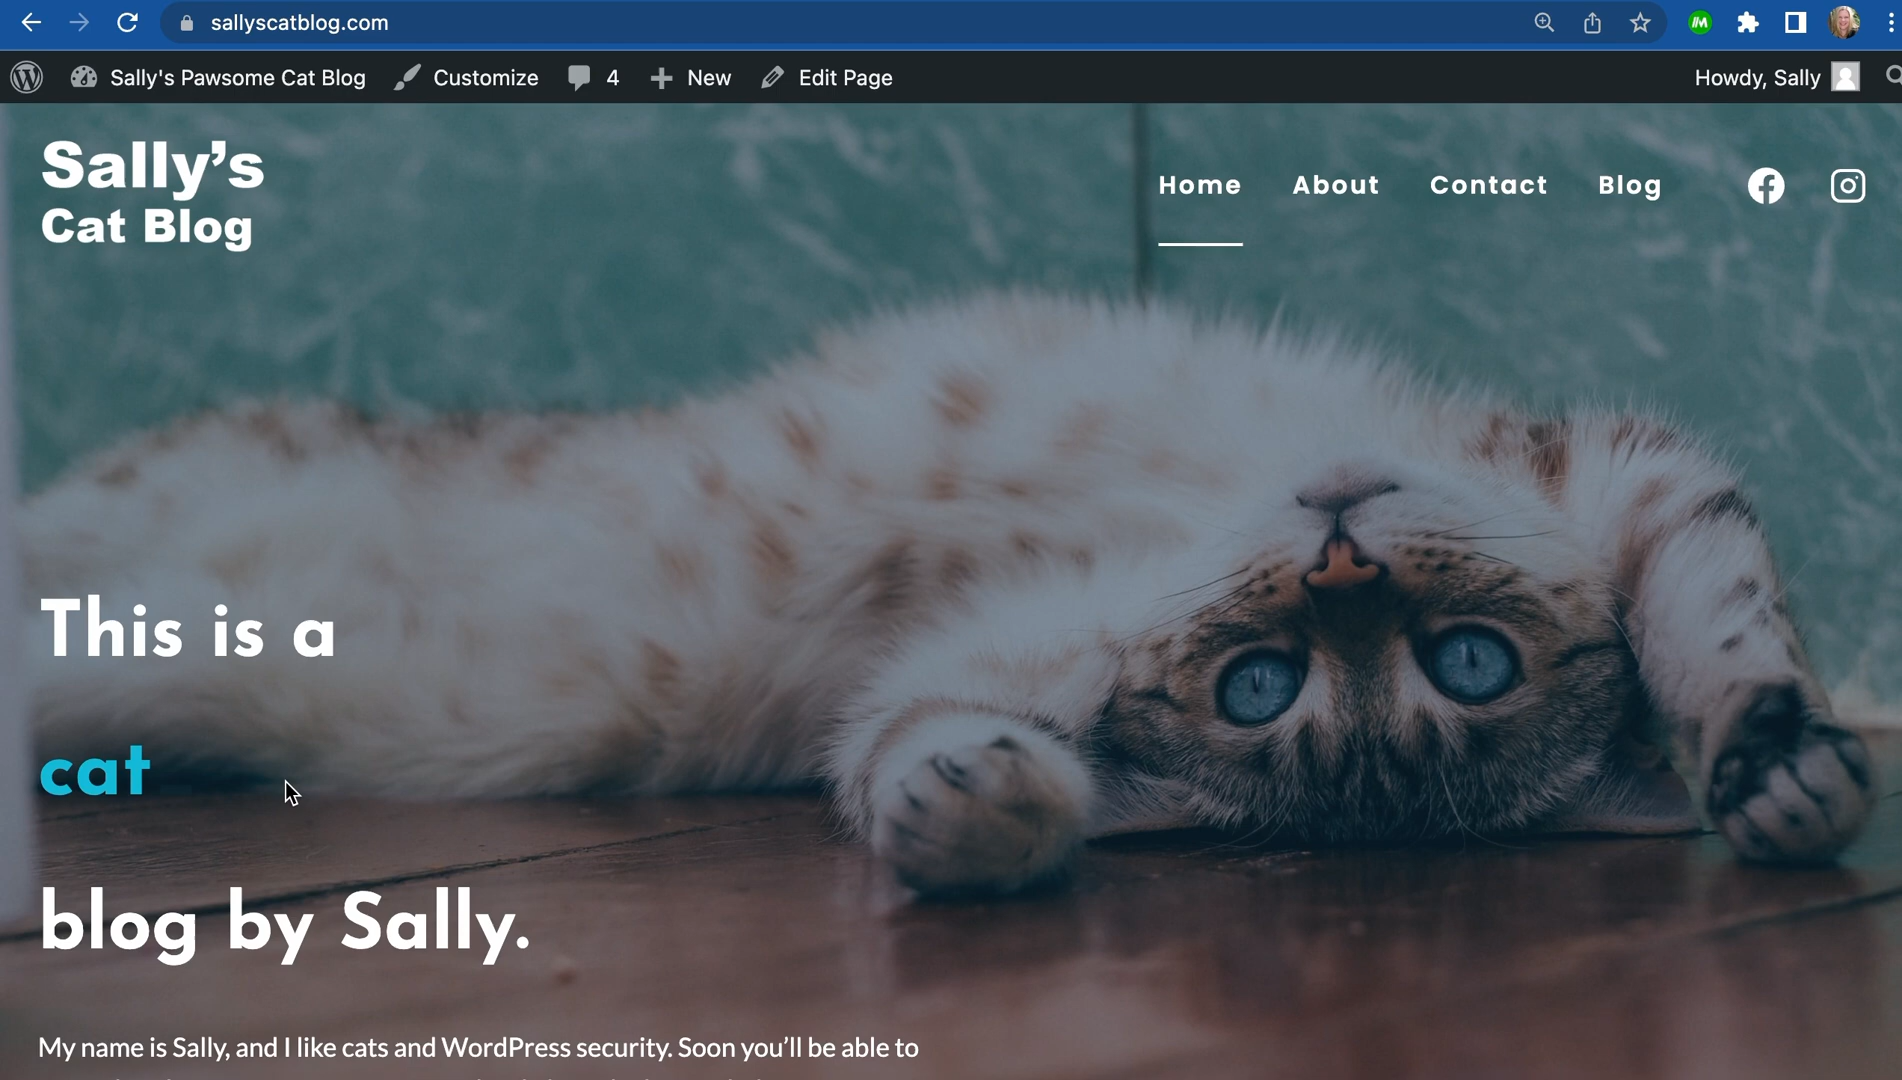 sallyscatblog.com
Sally's Pawsome Cat Blog Customize 4 New Edit Page Howdy, Sally
Sally’s
Cat Blog
Home About Contact Blog
This is a
cat
blog by Sally.
My name is Sally, and I like cats and WordPress security. Soon you’ll be able to